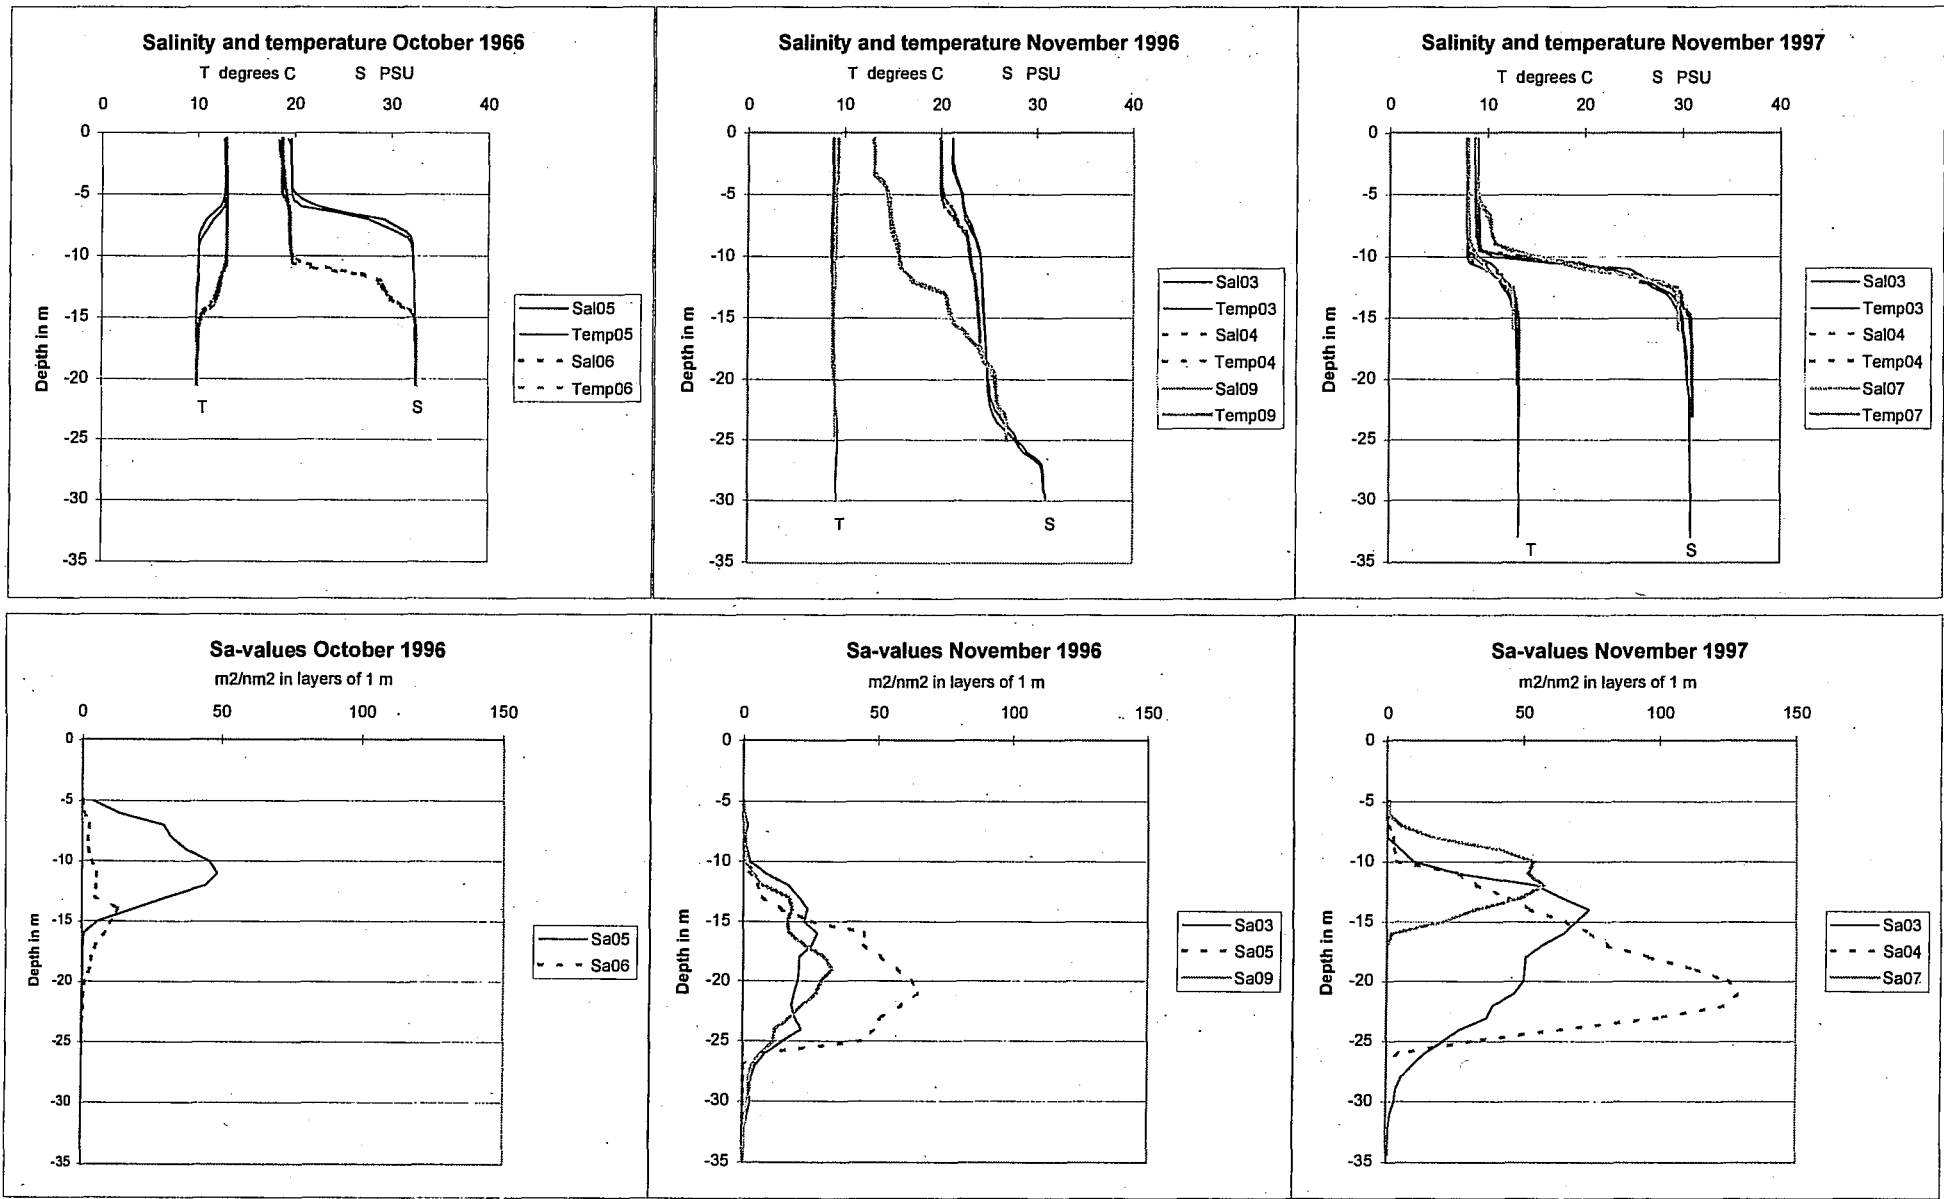 Salinity and temperature October 1966
T degrees C S PSU
0 10 20 30 40
0
-5
-10
-15
-20
-25
-30
-35
Depth in m
T S
Sal05
Temp05
Sal06
Temp06
Salinity and temperature November 1996
T degrees C S PSU
0 10 20 30 40
0
-5
-10
-15
-20
-25
-30
-35
Depth in m
T S
Sal03
Temp03
Sal04
Temp04
Sal09
Temp09
Salinity and temperature November 1997
T degrees C S PSU
0 10 20 30 40
0
-5
-10
-15
-20
-25
-30
-35
Depth in m
T S
Sal03
Temp03
Sal04
Temp04
Sal07
Temp07
Sa-values October 1996
m2/nm2 in layers of 1 m
0 50 100 150
0
-5
-10
-15
-20
-25
-30
-35
Depth in m
Sa05
Sa06
Sa-values November 1996
m2/nm2 in layers of 1 m
0 50 100 150
0
-5
-10
-15
-20
-25
-30
-35
Depth in m
Sa03
Sa05
Sa09
Sa-values November 1997
m2/nm2 in layers of 1 m
0 50 100 150
0
-5
-10
-15
-20
-25
-30
-35
Depth in m
Sa03
Sa04
Sa07